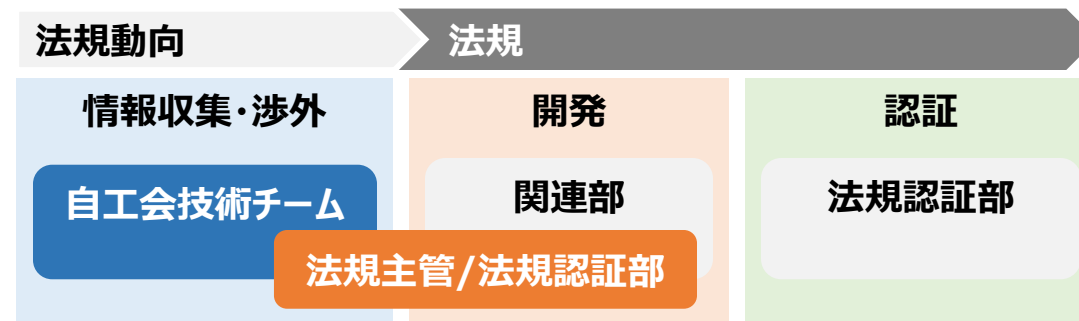 法規動向
法規
情報収集･渉外
開発
認証
自工会技術チーム
関連部
法規認証部
法規主管/法規認証部